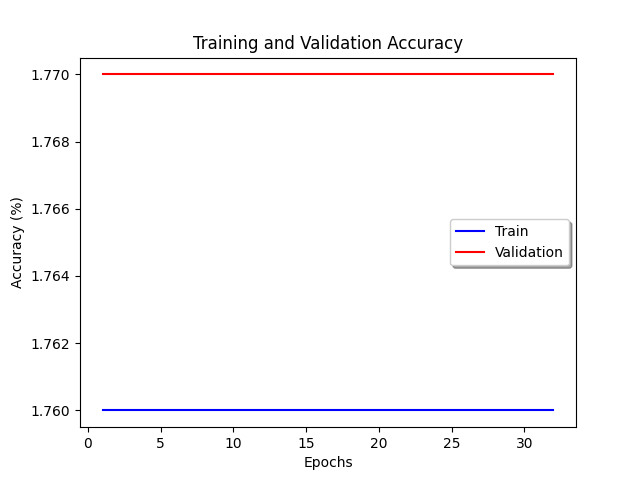 Training and Validation Accuracy
1.770
1.768
1.766
1.764
1.762
1.760
Accuracy (%)
Train
Validation
0 5 10 15 20 25 30
Epochs